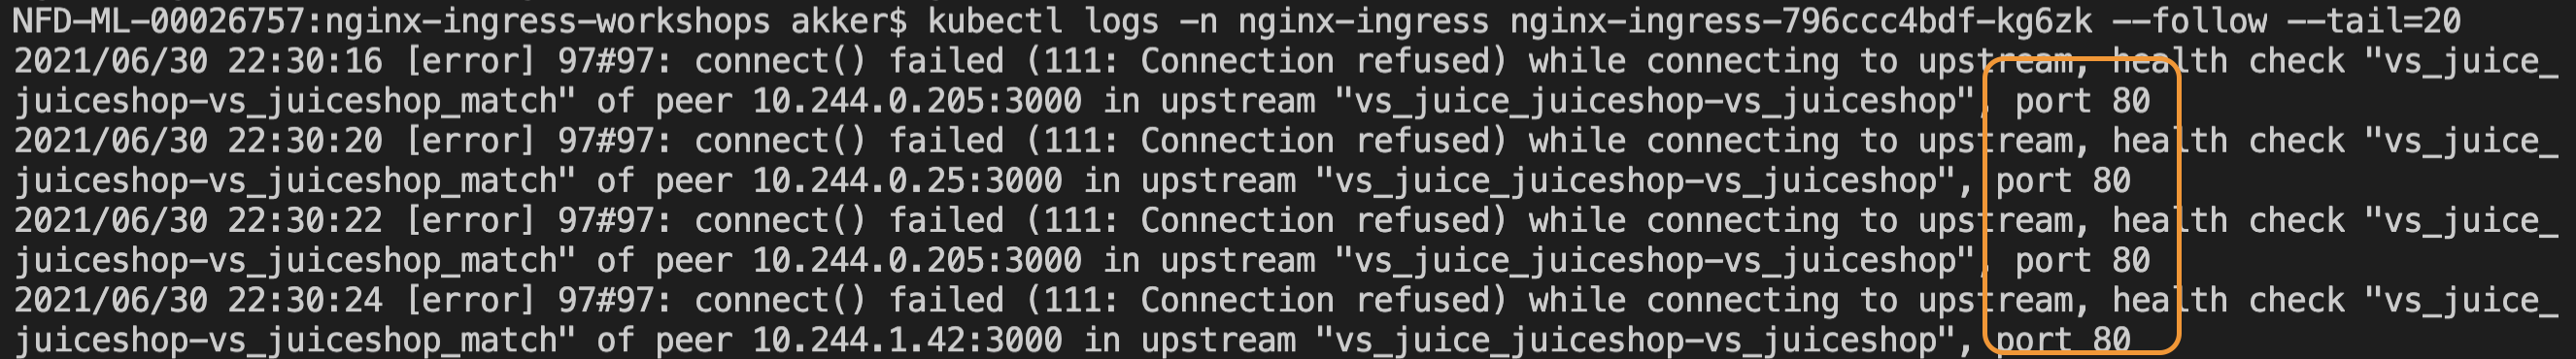 NFD-ML-00026757:nginx-ingress-workshops akker$ kubectl logs -n nginx-ingress nginx-ingress-796ccc4bdf-kg6zk --follow --tail=20
2021/06/30 22:30:16 [error] 97#97: connect() failed (111: Connection refused) while connecting to upstream, health check "vs_juice_
juiceshop-vs_juiceshop_match" of peer 10.244.0.205:3000 in upstream "vs_juice_juiceshop-vs_juiceshop", port 80
2021/06/30 22:30:20 [error] 97#97: connect() failed (111: Connection refused) while connecting to upstream, health check "vs_juice_
juiceshop-vs_juiceshop_match" of peer 10.244.0.25:3000 in upstream "vs_juice_juiceshop-vs_juiceshop", port 80
2021/06/30 22:30:22 [error] 97#97: connect() failed (111: Connection refused) while connecting to upstream, health check "vs_juice_
juiceshop-vs_juiceshop_match" of peer 10.244.0.205:3000 in upstream "vs_juice_juiceshop-vs_juiceshop", port 80
2021/06/30 22:30:24 [error] 97#97: connect() failed (111: Connection refused) while connecting to upstream, health check "vs_juice_
juiceshop-vs_juiceshop_match" of peer 10.244.1.42:3000 in upstream "vs_juice_juiceshop-vs_juiceshop", port 80